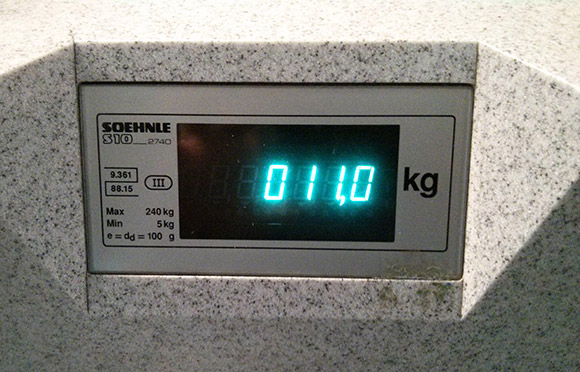 SOEHNLE
S10 2740
9.361
88.15
III
Max 240 kg
Min 5 kg
e = dd = 100 g
011,0 kg